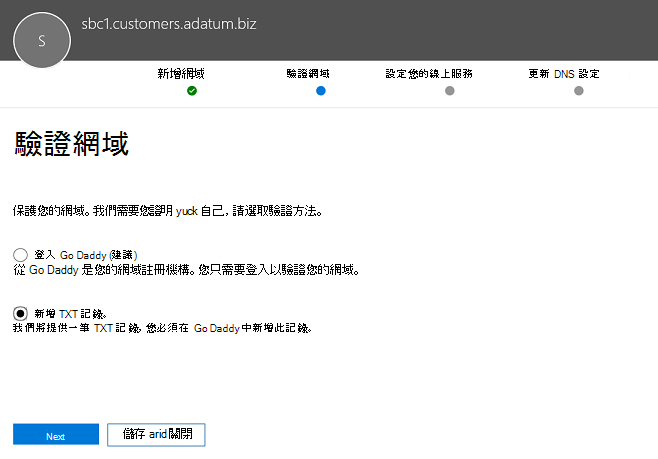 S
sbc1.customers.adatum.biz
新增網域
驗證網域
設定您的線上服務
更新 DNS 設定
驗證網域
保護您的網域。我們需要您證明 yuck 自己，請選取驗證方法。
登入 Go Daddy (建議)
從 Go Daddy 是您的網域註冊機構。您只需要登入以驗證您的網域。
新增 TXT 記錄。
我們將提供一筆 TXT 記錄，您必須在 Go Daddy 中新增此記錄。
Next
儲存 arid 關閉